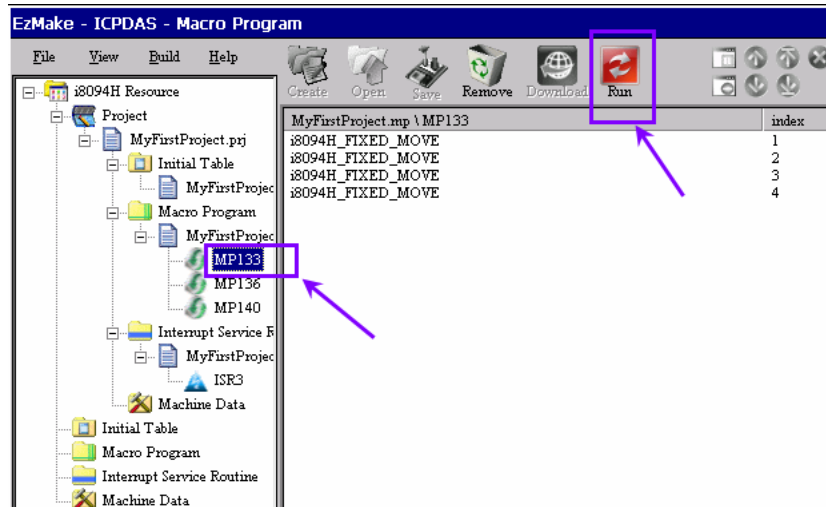 EzMake - ICPDAS - Macro Program
File View Build Help
Create Open Save Remove Download Run
i8094H Resource
Project
MyFirstProject.prj
Initial Table
MyFirstProjec
Macro Program
MyFirstProjec
MP133
MP136
MP140
Interrupt Service R
MyFirstProjec
ISR3
Machine Data
Initial Table
Macro Program
Interrupt Service Routine
Machine Data
MyFirstProject.mp \ MP133 index
i8094H_FIXED_MOVE 1
i8094H_FIXED_MOVE 2
i8094H_FIXED_MOVE 3
i8094H_FIXED_MOVE 4